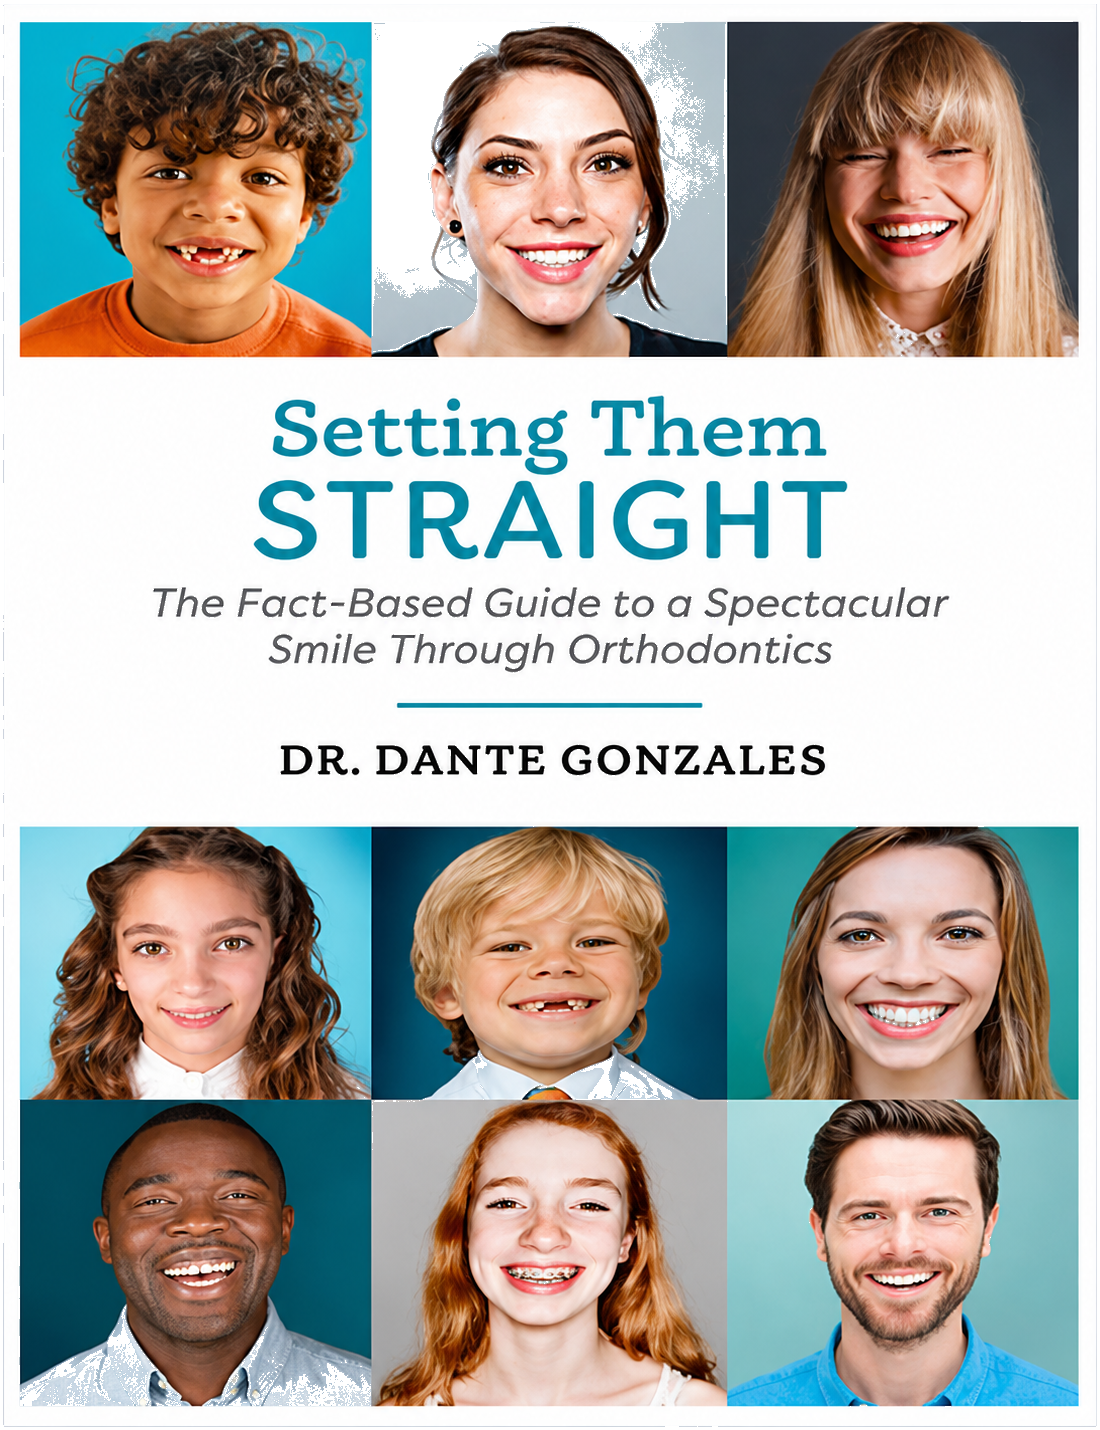 Setting Them
STRAIGHT
The Fact-Based Guide to a Spectacular
Smile Through Orthodontics
DR. DANTE GONZALES